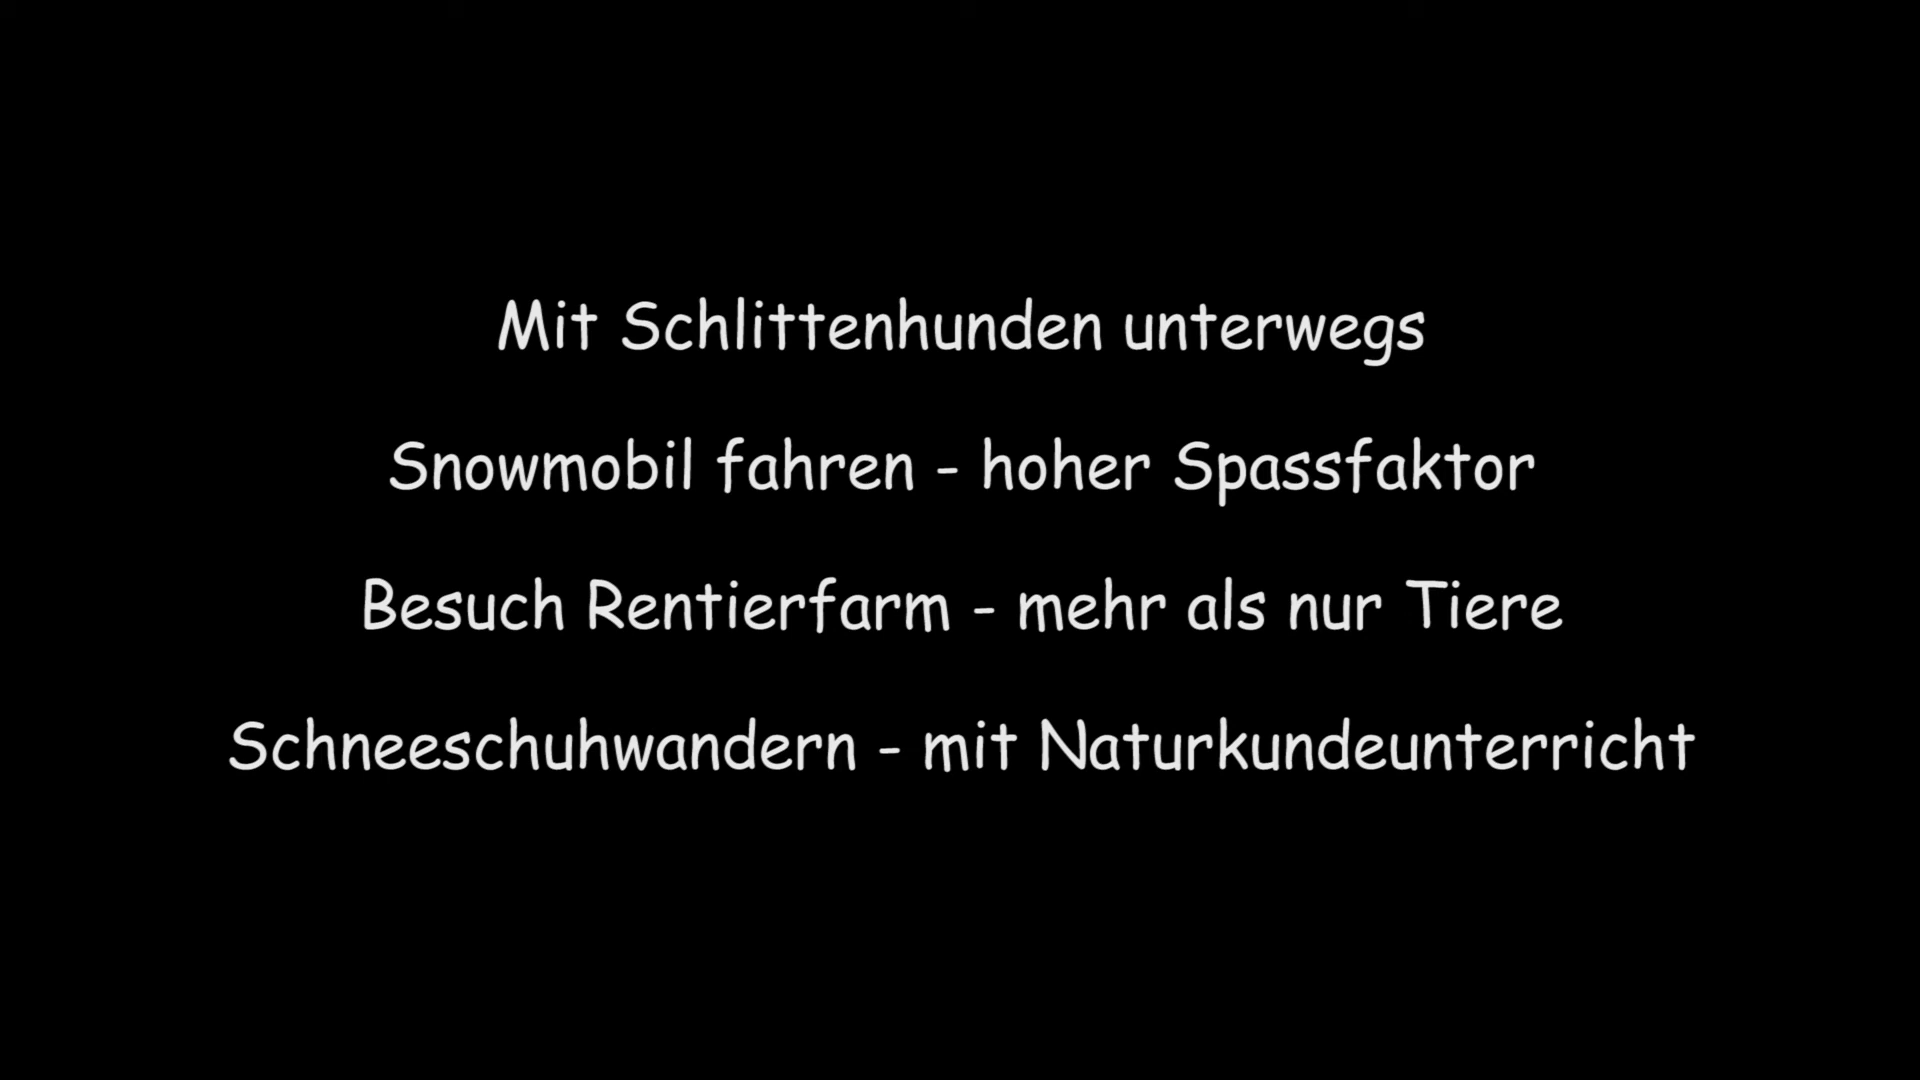 Mit Schlittenhunden unterwegs
Snowmobil fahren - hoher Spassfaktor
Besuch Rentierfarm - mehr als nur Tiere
Schneeschuhwandern - mit Naturkundeunterricht